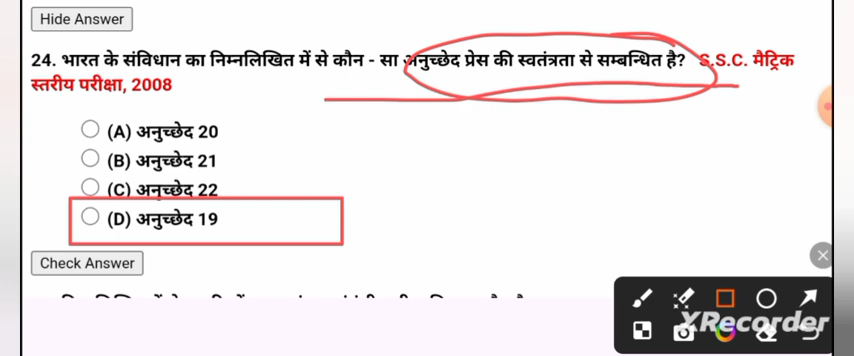 Hide Answer
24. भारत के संविधान का निम्नलिखित में से कौन - सा अनुच्छेद प्रेस की स्वतंत्रता से सम्बन्धित है? S.S.C. मैट्रिक
स्तरीय परीक्षा, 2008
(A) अनुच्छेद 20
(B) अनुच्छेद 21
(C) अनुच्छेद 22
(D) अनुच्छेद 19
Check Answer
XRecorder